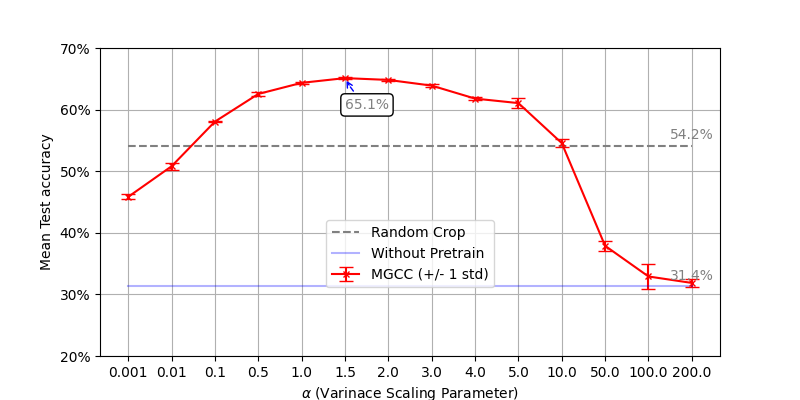 70%
60%
50%
40%
30%
20%
Mean Test accuracy
65.1%
54.2%
31.4%
Random Crop
Without Pretrain
MGCC (+/- 1 std)
0.001 0.01 0.1 0.5 1.0 1.5 2.0 3.0 4.0 5.0 10.0 50.0 100.0 200.0
α (Varinace Scaling Parameter)